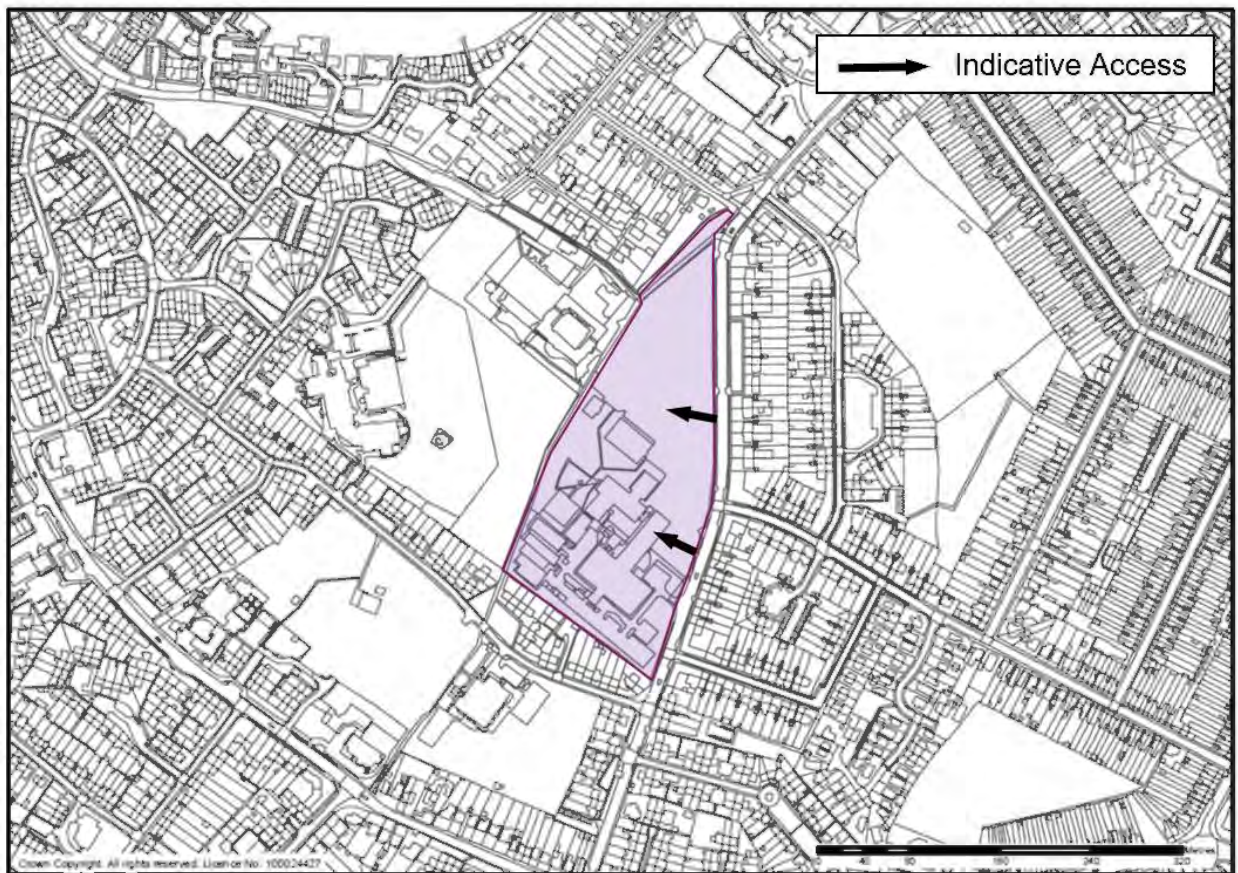 Indicative Access
Crown Copyright. All rights reserved. Licence No. 100024427
0 40 80 160 240 320
Metres